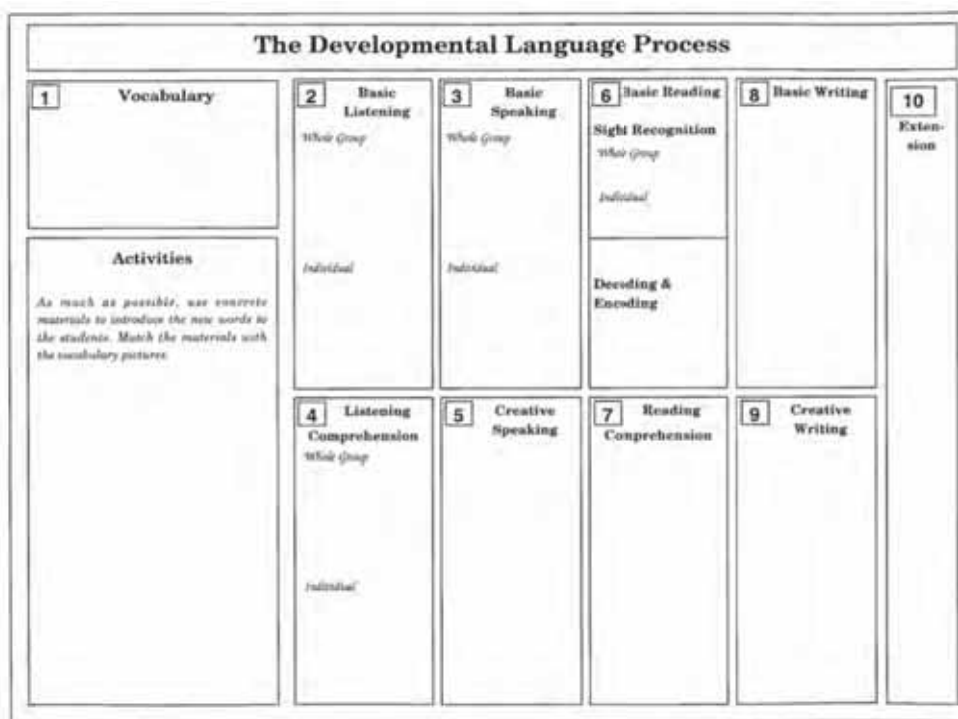 The Developmental Language Process
1
Vocabulary
Activities
As much as possible, use concrete
materials to introduce the new words to
the students. Match the materials with
the vocabulary pictures.
2
Basic
Listening
Whole Group
Individual
3
Basic
Speaking
Whole Group
Individual
4
Listening
Comprehension
Whole Group
Individual
5
Creative
Speaking
6
Basic Reading
Sight Recognition
Whole Group
Individual
Decoding &
Encoding
7
Reading
Comprehension
8
Basic Writing
9
Creative
Writing
10
Exten-
sion